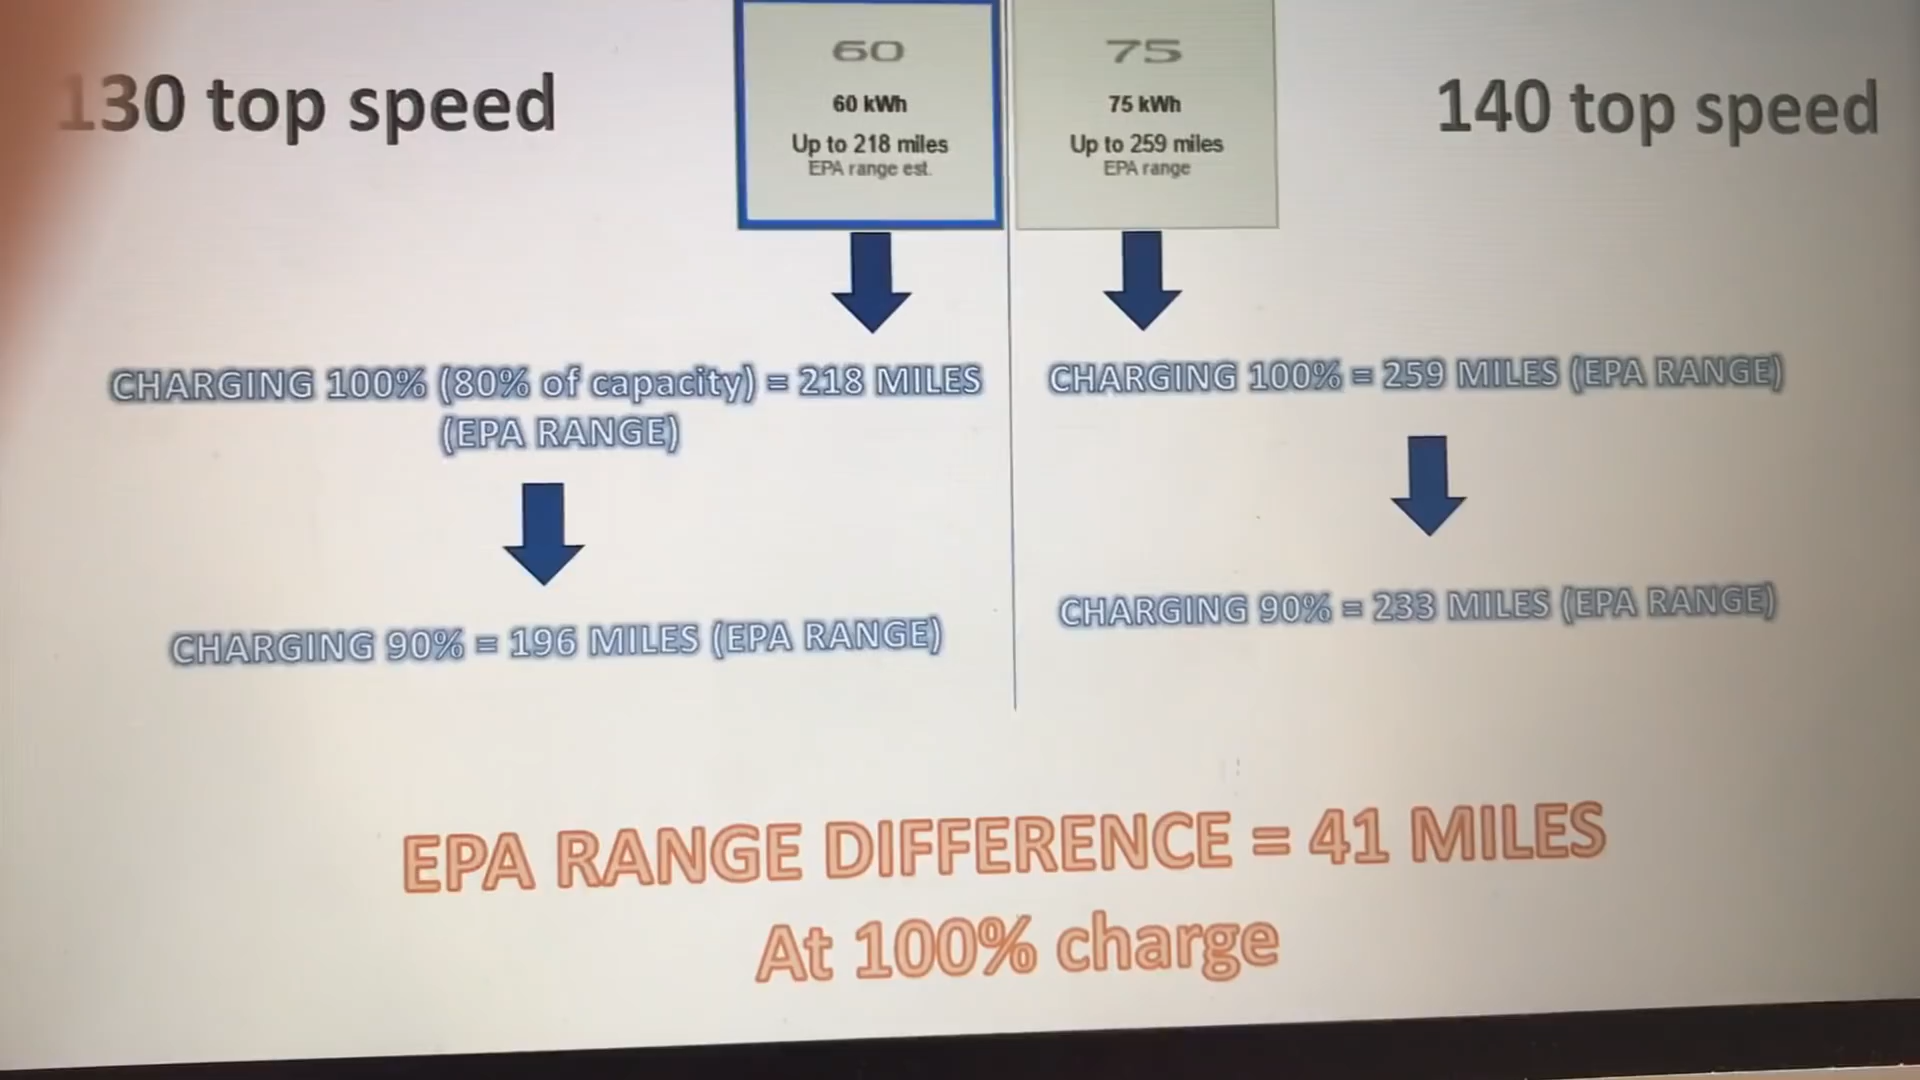 130 top speed
60
60 kWh
Up to 218 miles
EPA range est.
75
75 kWh
Up to 259 miles
EPA range
140 top speed
CHARGING 100% (80% of capacity) = 218 MILES
(EPA RANGE)
CHARGING 90% = 196 MILES (EPA RANGE)
CHARGING 100% = 259 MILES (EPA RANGE)
CHARGING 90% = 233 MILES (EPA RANGE)
EPA RANGE DIFFERENCE = 41 MILES
At 100% charge